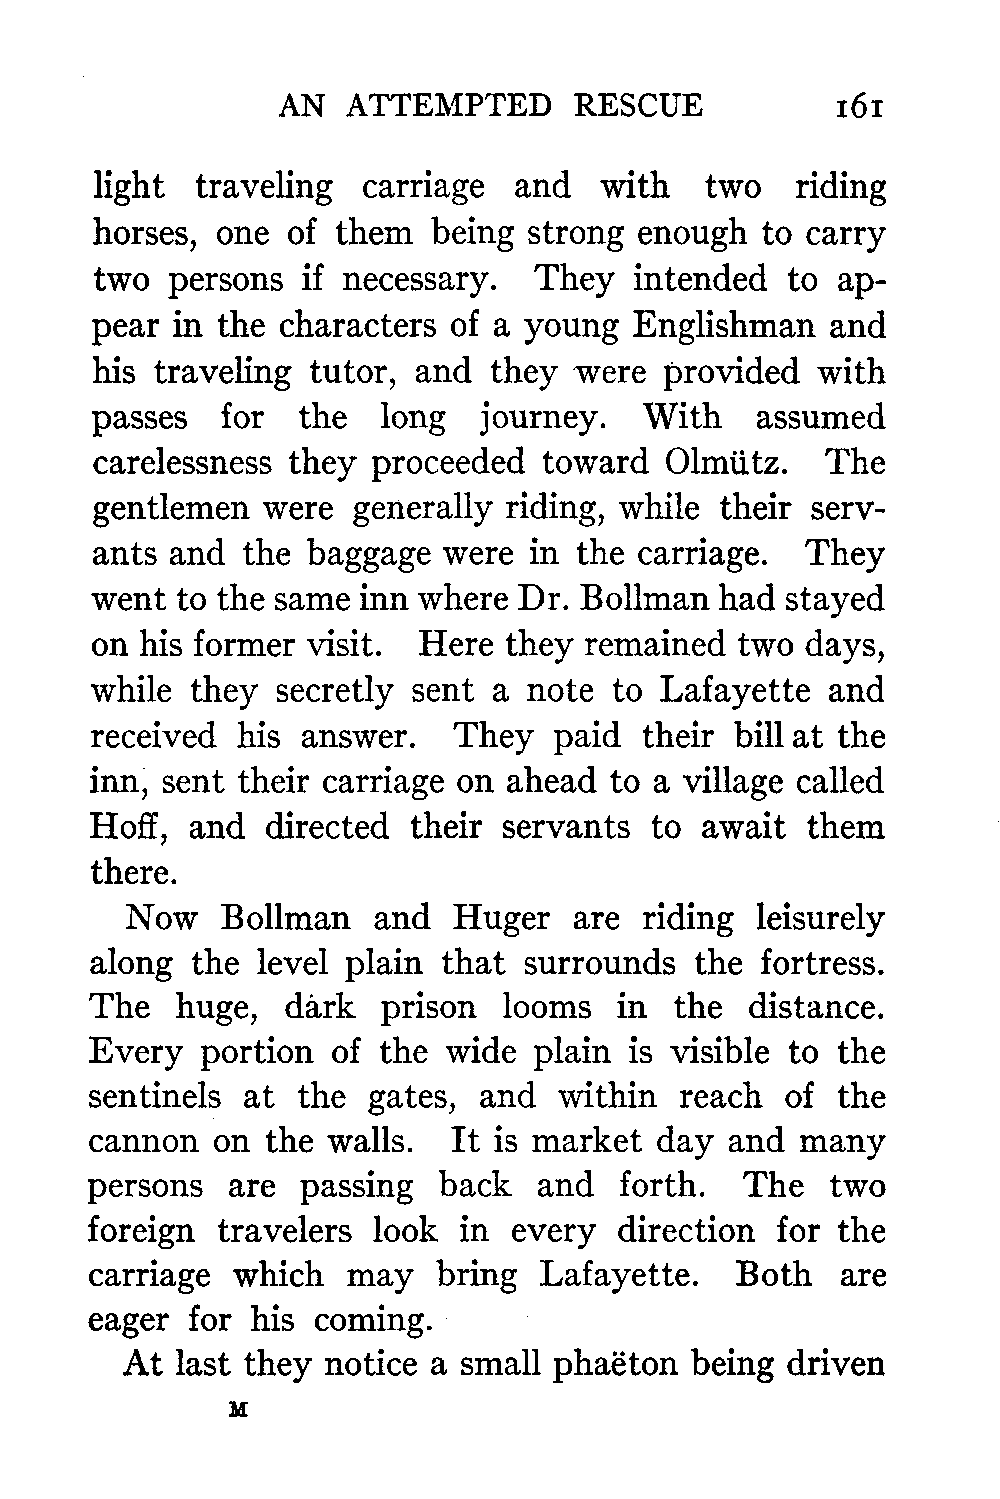 AN ATTEMPTED RESCUE 161
light traveling carriage and with two riding
horses, one of them being strong enough to carry
two persons if necessary. They intended to ap-
pear in the characters of a young Englishman and
his traveling tutor, and they were provided with
passes for the long journey. With assumed
carelessness they proceeded toward Olmütz. The
gentlemen were generally riding, while their serv-
ants and the baggage were in the carriage. They
went to the same inn where Dr. Bollman had stayed
on his former visit. Here they remained two days,
while they secretly sent a note to Lafayette and
received his answer. They paid their bill at the
inn, sent their carriage on ahead to a village called
Hoff, and directed their servants to await them
there.
Now Bollman and Huger are riding leisurely
along the level plain that surrounds the fortress.
The huge, dark prison looms in the distance.
Every portion of the wide plain is visible to the
sentinels at the gates, and within reach of the
cannon on the walls. It is market day and many
persons are passing back and forth. The two
foreign travelers look in every direction for the
carriage which may bring Lafayette. Both are
eager for his coming.
At last they notice a small phaëton being driven
M